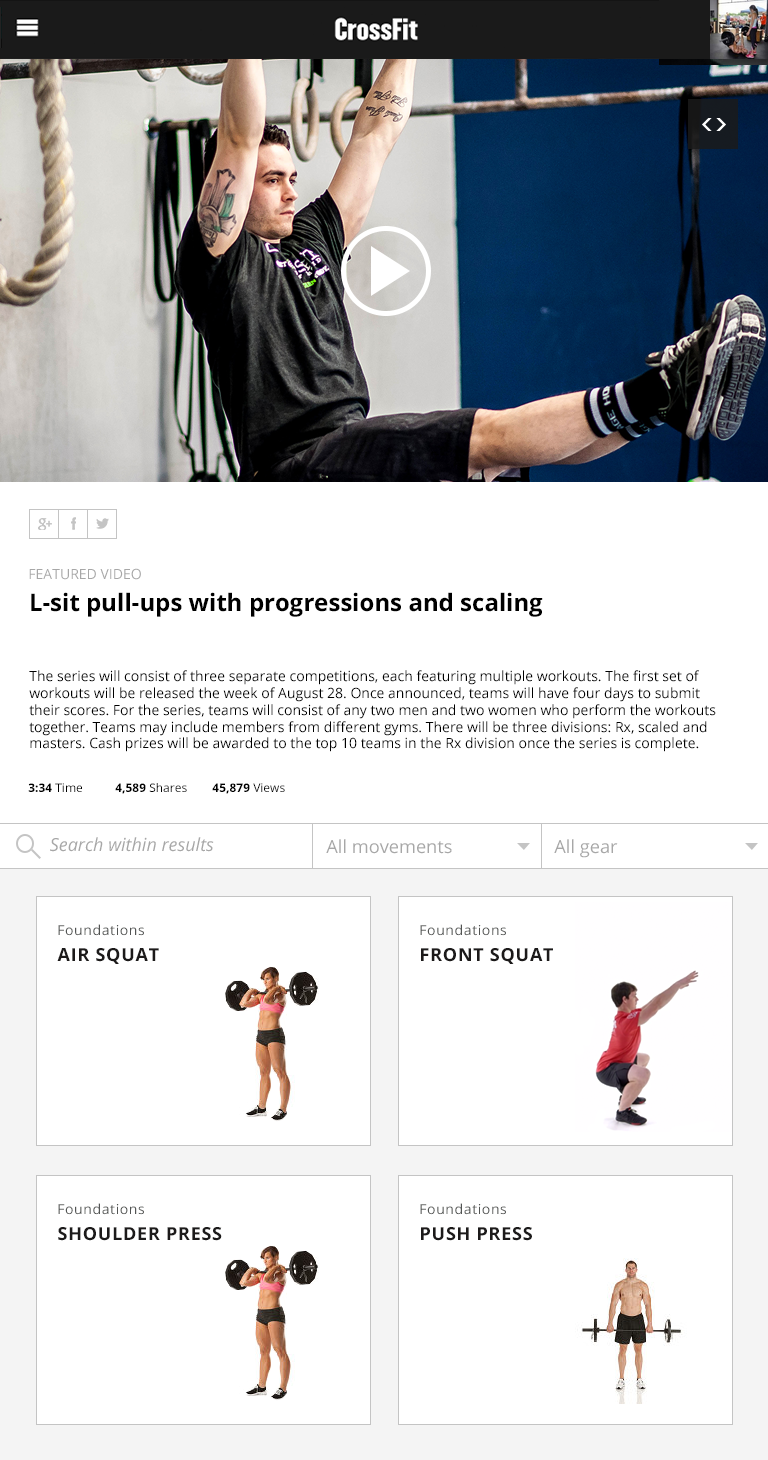 CrossFit
FEATURED VIDEO
L-sit pull-ups with progressions and scaling
The series will consist of three separate competitions, each featuring multiple workouts. The first set of
workouts will be released the week of August 28. Once announced, teams will have four days to submit
their scores. For the series, teams will consist of any two men and two women who perform the workouts
together. Teams may include members from different gyms. There will be three divisions: Rx, scaled and
masters. Cash prizes will be awarded to the top 10 teams in the Rx division once the series is complete.
3:34 Time 4,589 Shares 45,879 Views
Search within results All movements All gear
Foundations
AIR SQUAT
Foundations
FRONT SQUAT
Foundations
SHOULDER PRESS
Foundations
PUSH PRESS